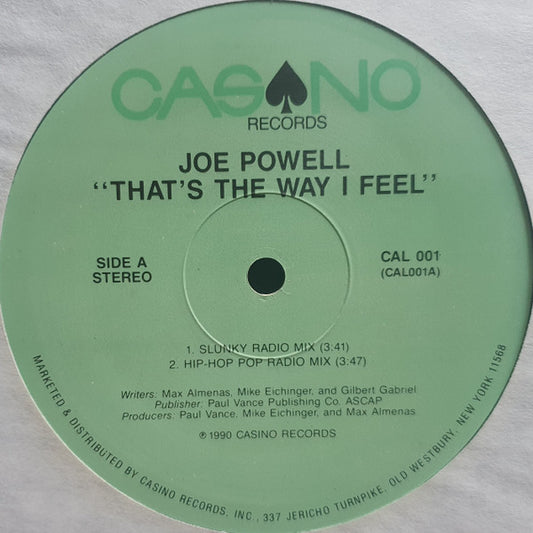 CASINO
RECORDS
JOE POWELL
"THAT'S THE WAY I FEEL"
SIDE A
STEREO
CAL 001
(CAL001A)
1. SLUNKY RADIO MIX (3:41)
2. HIP-HOP POP RADIO MIX (3:47)
Writers: Max Almenas, Mike Eichinger, and Gilbert Gabriel
Publisher: Paul Vance Publishing Co. ASCAP
Producers: Paul Vance, Mike Eichinger, and Max Almenas
℗ 1990 CASINO RECORDS
MARKETED & DISTRIBUTED BY CASINO RECORDS, INC., 337 JERICHO TURNPIKE, OLD WESTBURY, NEW YORK 11568